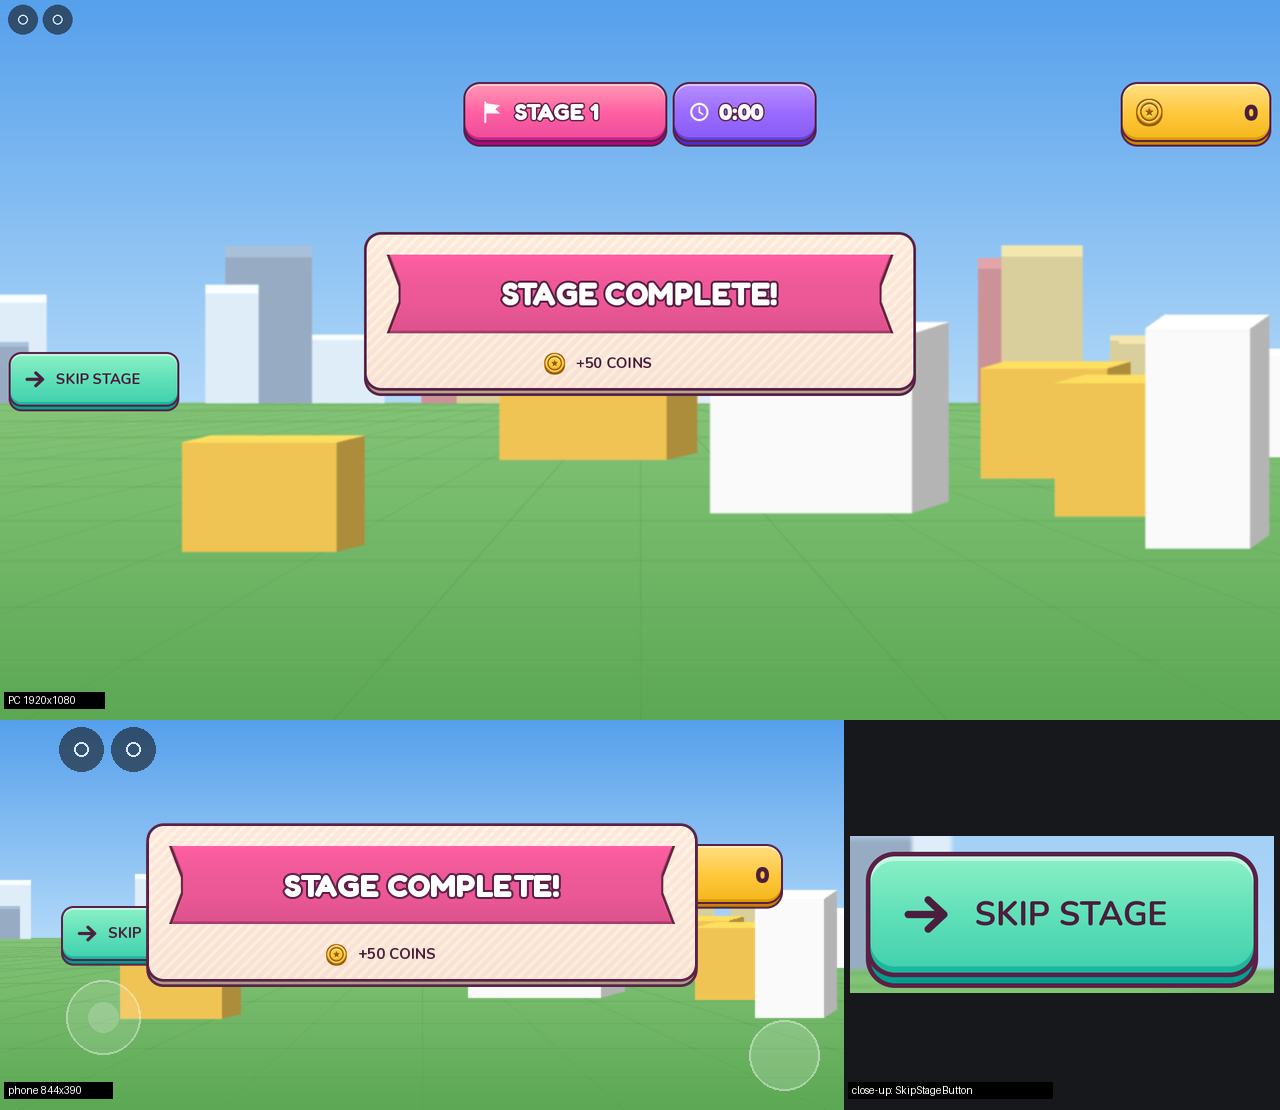 STAGE 1
0:00
0
STAGE COMPLETE!
+50 COINS
SKIP STAGE
PC 1920x1080
STAGE COMPLETE!
0
SKIP
+50 COINS
SKIP STAGE
phone 844x390
close-up: SkipStageButton